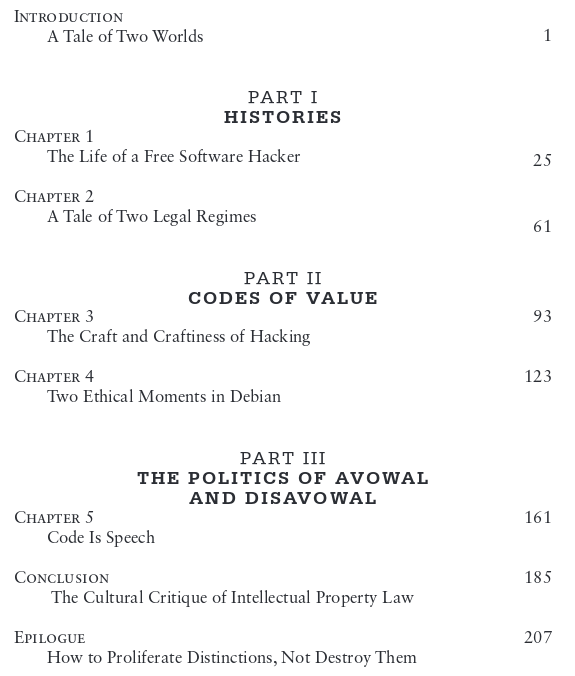 Introduction
A Tale of Two Worlds 1
PART I
HISTORIES
Chapter 1
The Life of a Free Software Hacker 25
Chapter 2
A Tale of Two Legal Regimes 61
PART II
CODES OF VALUE
Chapter 3 93
The Craft and Craftiness of Hacking
Chapter 4 123
Two Ethical Moments in Debian
PART III
THE POLITICS OF AVOWAL
AND DISAVOWAL
Chapter 5 161
Code Is Speech
Conclusion 185
The Cultural Critique of Intellectual Property Law
Epilogue 207
How to Proliferate Distinctions, Not Destroy Them